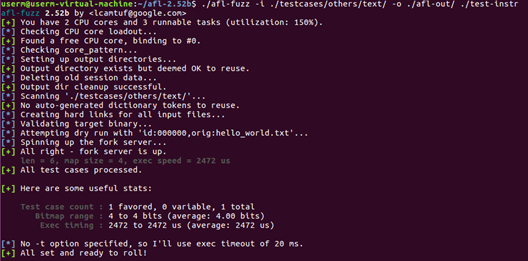 userm@userm-virtual-machine:~/afl-2.52b$ ./afl-fuzz -i ./testcases/others/text/ -o ./afl-out/ ./test-instr
afl-fuzz 2.52b by <lcamtuf@google.com>
[+] You have 2 CPU cores and 3 runnable tasks (utilization: 150%).
[*] Checking CPU core loadout...
[+] Found a free CPU core, binding to #0.
[*] Checking core_pattern...
[*] Setting up output directories...
[+] Output directory exists but deemed OK to reuse.
[*] Deleting old session data...
[+] Output dir cleanup successful.
[*] Scanning './testcases/others/text/'...
[+] No auto-generated dictionary tokens to reuse.
[*] Creating hard links for all input files...
[*] Validating target binary...
[*] Attempting dry run with 'id:000000,orig:hello_world.txt'...
[*] Spinning up the fork server...
[+] All right - fork server is up.
len = 6, map size = 4, exec speed = 2472 us
[+] All test cases processed.
[+] Here are some useful stats:
Test case count : 1 favored, 0 variable, 1 total
Bitmap range : 4 to 4 bits (average: 4.00 bits)
Exec timing : 2472 to 2472 us (average: 2472 us)
[*] No -t option specified, so I'll use exec timeout of 20 ms.
[+] All set and ready to roll!